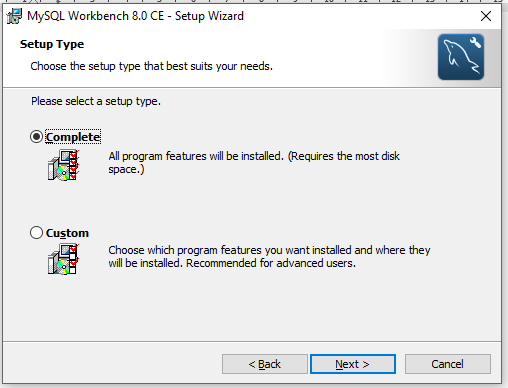 MySQL Workbench 8.0 CE - Setup Wizard
Setup Type
Choose the setup type that best suits your needs.
Please select a setup type.
Complete
All program features will be installed. (Requires the most disk
space.)
Custom
Choose which program features you want installed and where they
will be installed. Recommended for advanced users.
< Back
Next >
Cancel